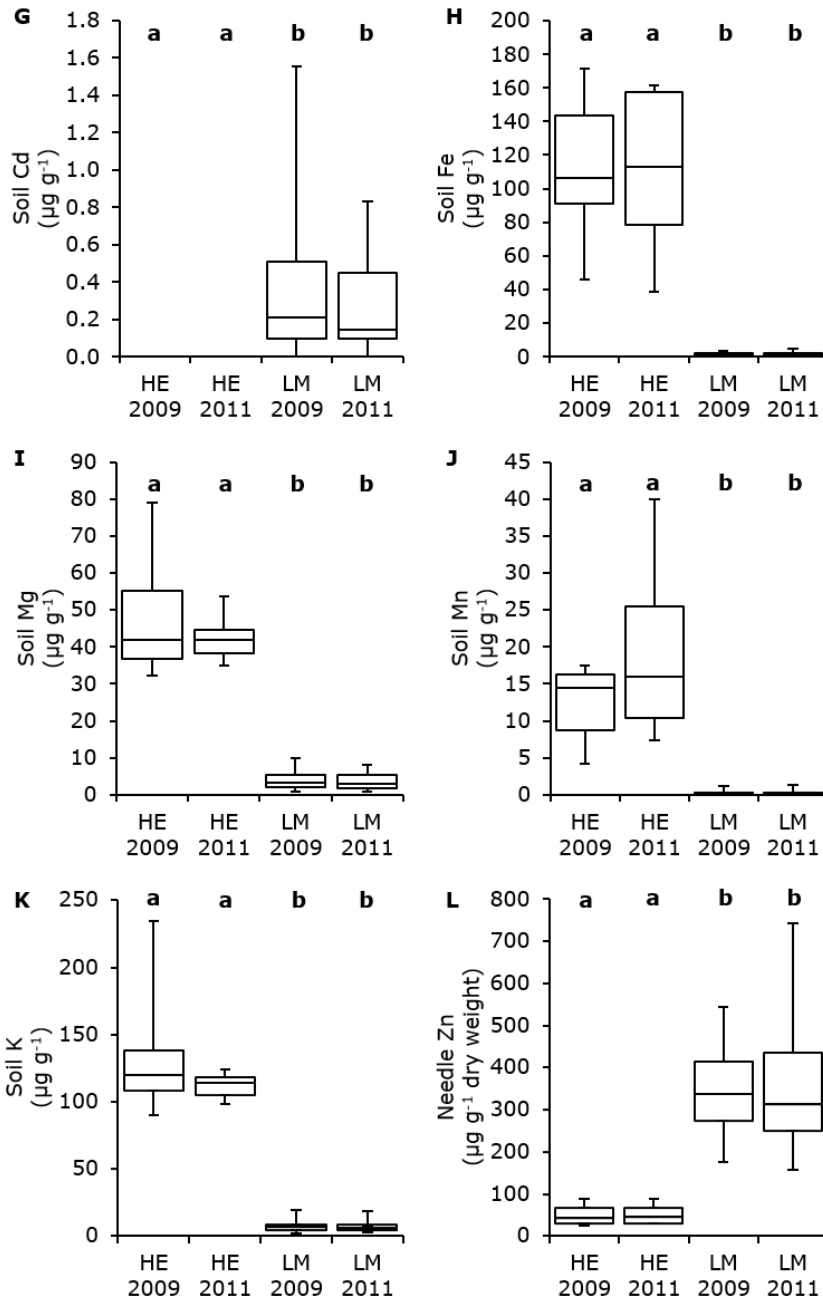 G
a a b b
1.8
1.6
1.4
1.2
1.0
0.8
0.6
0.4
0.2
0.0
Soil Cd
(µg g⁻¹)
HE HE LM LM
2009 2011 2009 2011
H
a a b b
200
180
160
140
120
100
80
60
40
20
0
Soil Fe
(µg g⁻¹)
HE HE LM LM
2009 2011 2009 2011
I
a a b b
90
80
70
60
50
40
30
20
10
0
Soil Mg
(µg g⁻¹)
HE HE LM LM
2009 2011 2009 2011
J
a a b b
45
40
35
30
25
20
15
10
5
0
Soil Mn
(µg g⁻¹)
HE HE LM LM
2009 2011 2009 2011
K
a a b b
250
200
150
100
50
0
Soil K
(µg g⁻¹)
HE HE LM LM
2009 2011 2009 2011
L
a a b b
800
700
600
500
400
300
200
100
0
Needle Zn
(µg g⁻¹ dry weight)
HE HE LM LM
2009 2011 2009 2011